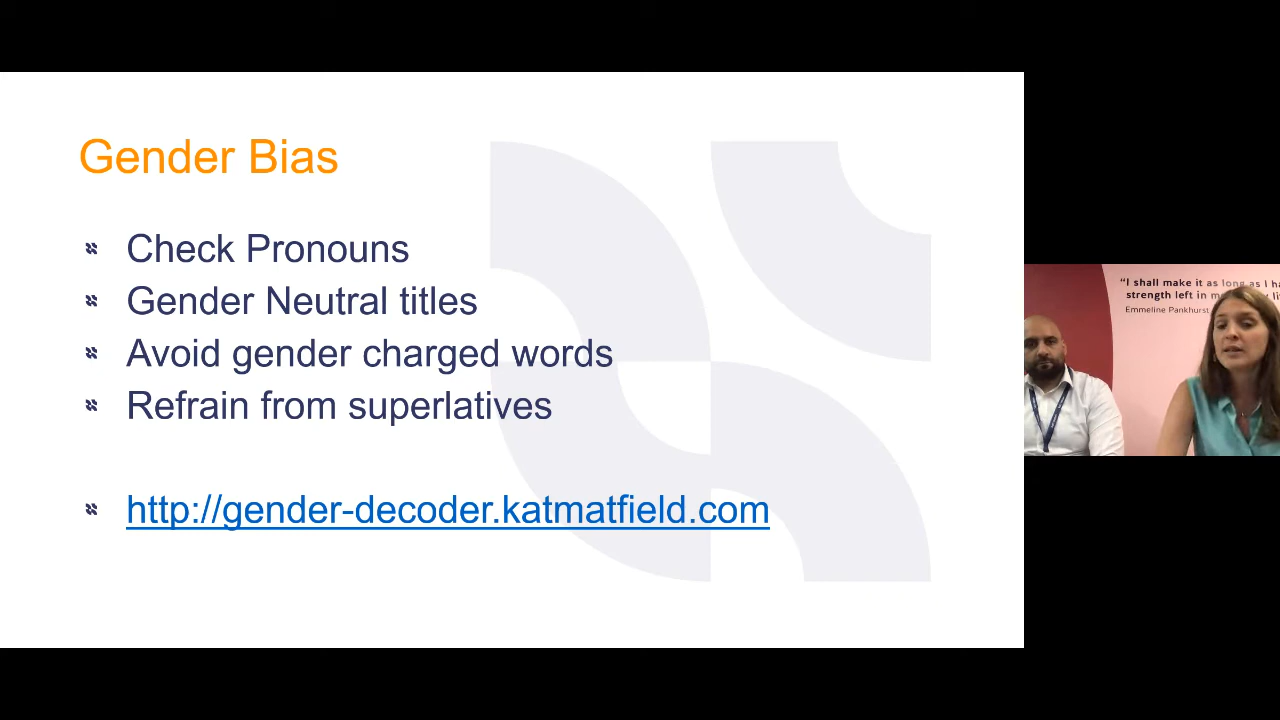 Gender Bias
Check Pronouns
Gender Neutral titles
Avoid gender charged words
Refrain from superlatives
http://gender-decoder.katmatfield.com
“I shall make it as long as I ha
strength left in
Emmeline Pankhurst